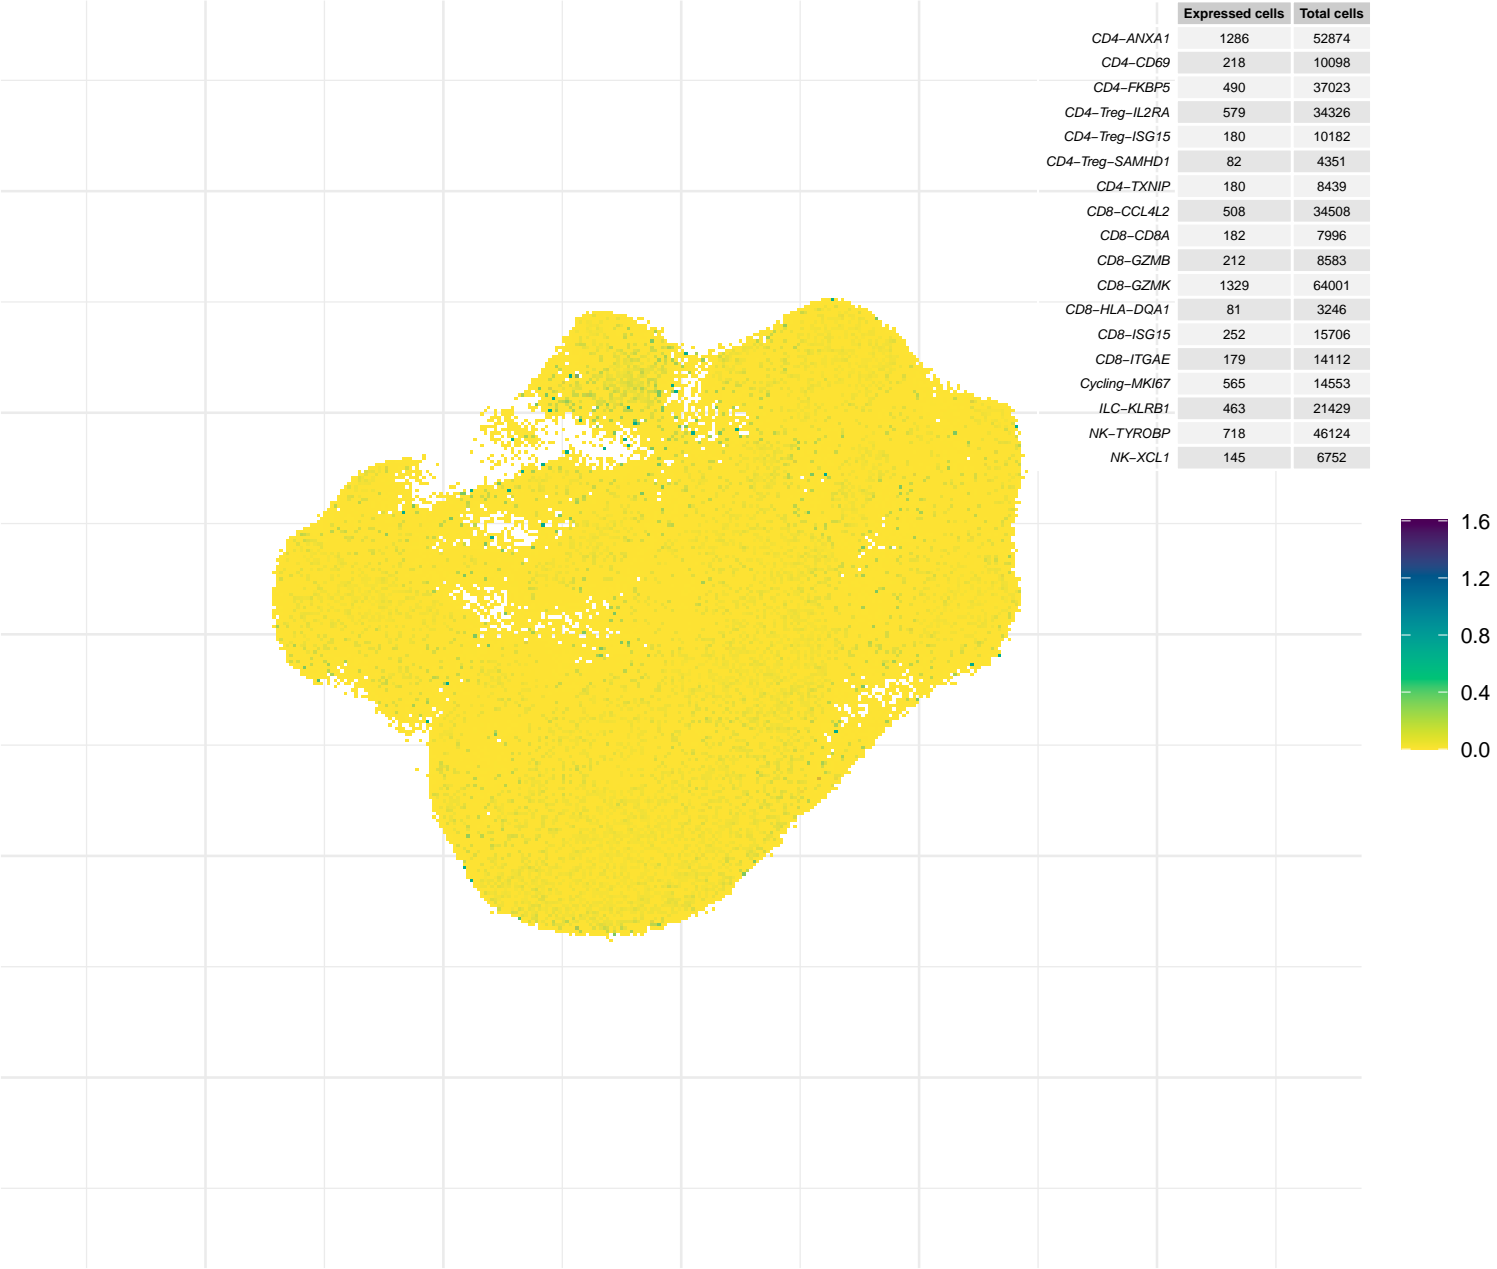 Expressed cells Total cells
CD4−ANXA1 1286 52874
CD4−CD69 218 10098
CD4−FKBP5 490 37023
CD4−Treg−IL2RA 579 34326
CD4−Treg−ISG15 180 10182
CD4−Treg−SAMHD1 82 4351
CD4−TXNIP 180 8439
CD8−CCL4L2 508 34508
CD8−CD8A 182 7996
CD8−GZMB 212 8583
CD8−GZMK 1329 64001
CD8−HLA−DQA1 81 3246
CD8−ISG15 252 15706
CD8−ITGAE 179 14112
Cycling−MKI67 565 14553
ILC−KLRB1 463 21429
NK−TYROBP 718 46124
NK−XCL1 145 6752
1.6
1.2
0.8
0.4
0.0